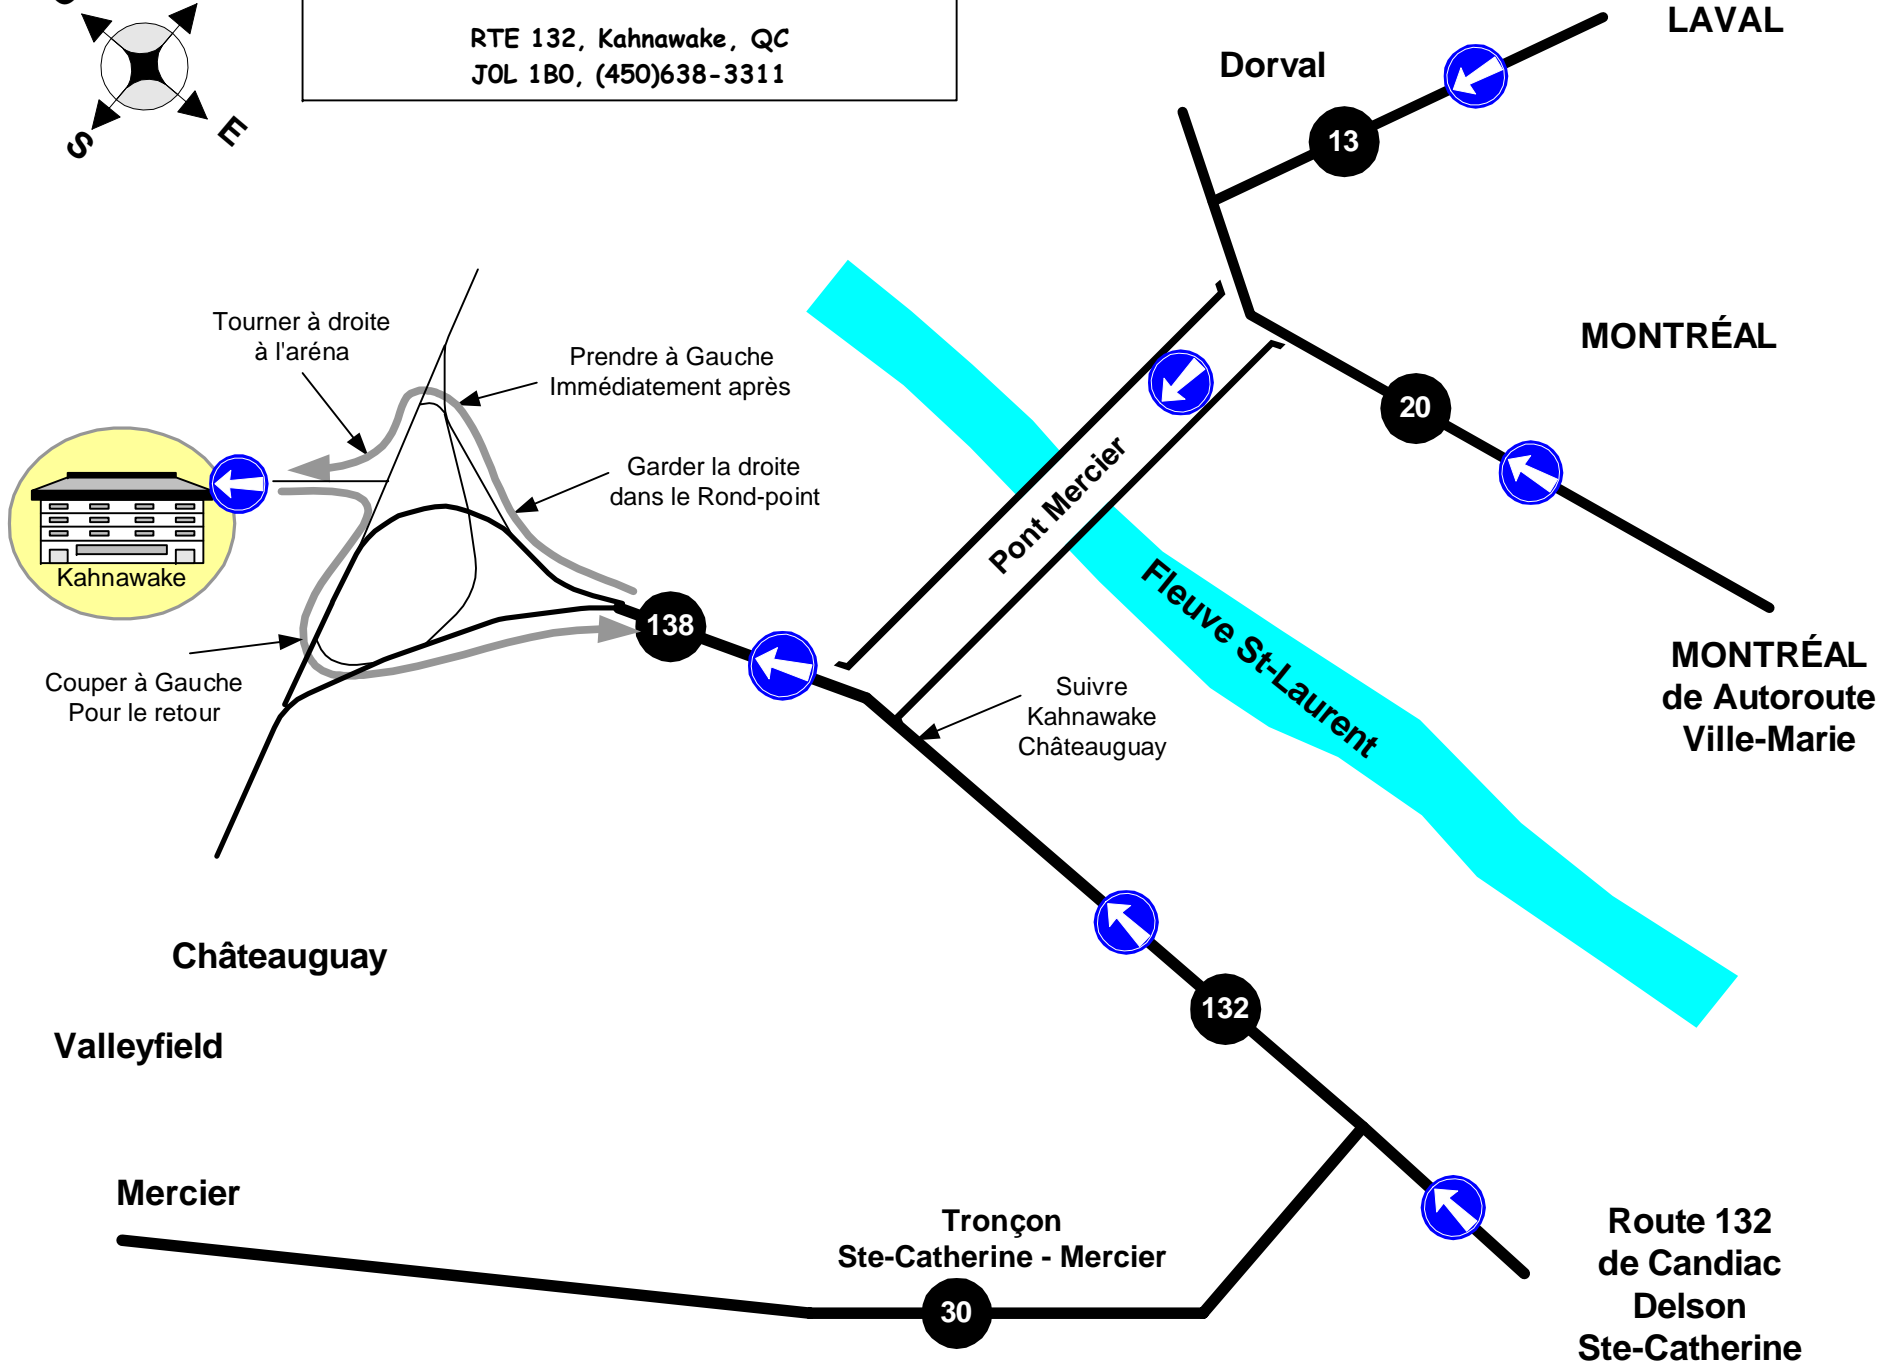 RTE 132, Kahnawake, QC
J0L 1B0, (450)638-3311
S
E
LAVAL
Dorval
13
MONTRÉAL
20
Tourner à droite
à l'aréna
Prendre à Gauche
Immédiatement après
Garder la droite
dans le Rond-point
Kahnawake
Pont Mercier
Fleuve St-Laurent
138
Couper à Gauche
Pour le retour
Suivre
Kahnawake
Châteauguay
MONTRÉAL
de Autoroute
Ville-Marie
Châteauguay
132
Valleyfield
Mercier
Tronçon
Ste-Catherine - Mercier
30
Route 132
de Candiac
Delson
Ste-Catherine